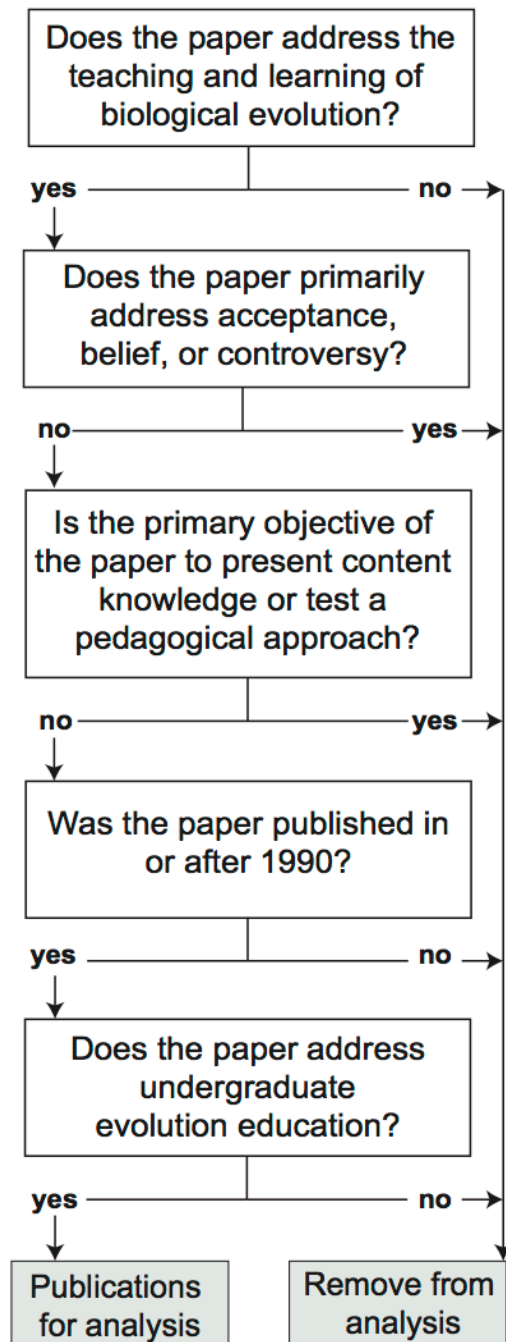 Does the paper address the
teaching and learning of
biological evolution?
yes
no
Does the paper primarily
address acceptance,
belief, or controversy?
no
yes
Is the primary objective of
the paper to present content
knowledge or test a
pedagogical approach?
no
yes
Was the paper published in
or after 1990?
yes
no
Does the paper address
undergraduate
evolution education?
yes
no
Publications
for analysis
Remove from
analysis